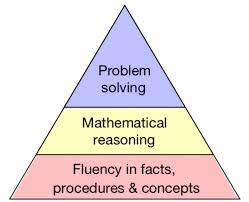 Problem
solving
Mathematical
reasoning
Fluency in facts,
procedures & concepts